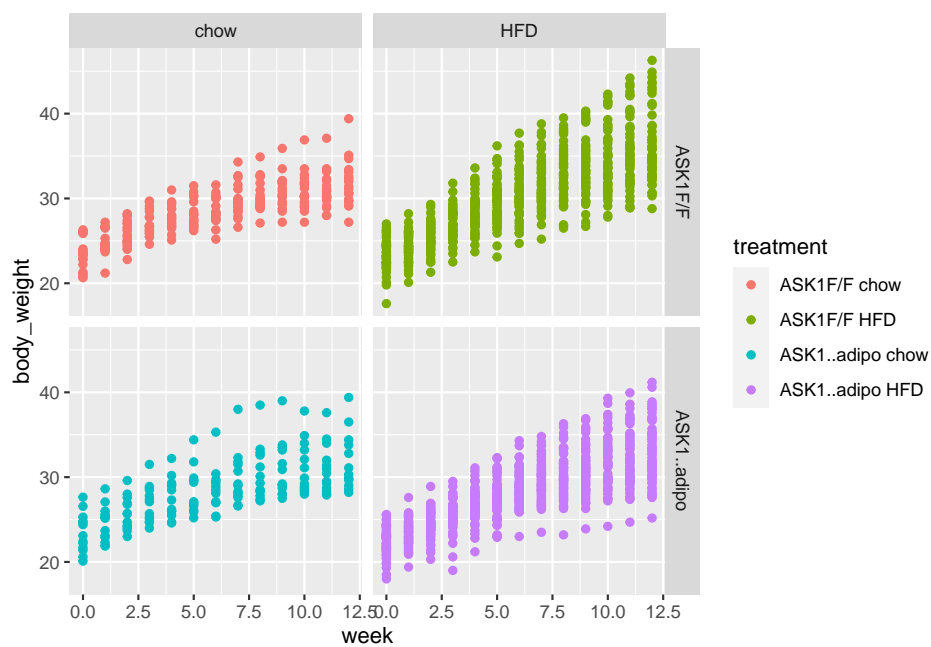 chow
HFD
body_weight
40
30
20
ASK1F/F
40
30
20
ASK1..adipo
0.0 2.5 5.0 7.5 10.0 12.5 0.0 2.5 5.0 7.5 10.0 12.5
week
treatment
ASK1F/F chow
ASK1F/F HFD
ASK1..adipo chow
ASK1..adipo HFD